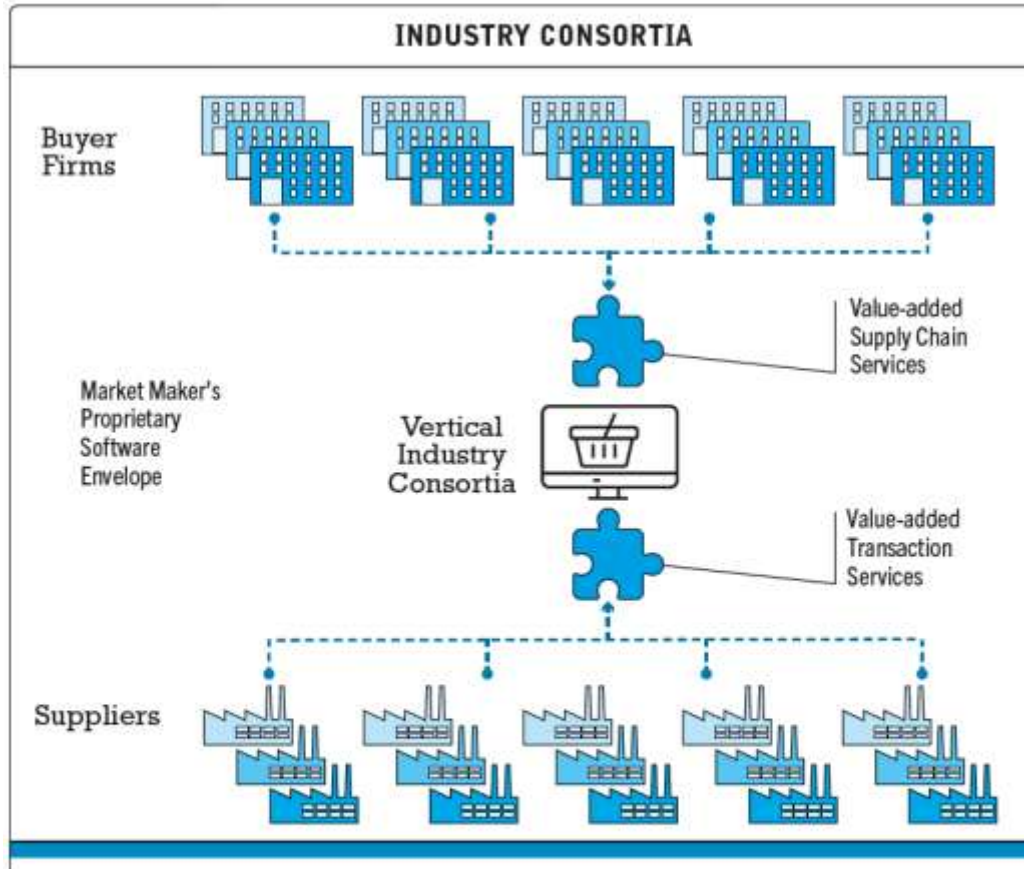 INDUSTRY CONSORTIA
Buyer
Firms
Value-added
Supply Chain
Services
Market Maker's
Proprietary
Software
Envelope
Vertical
Industry
Consortia
Value-added
Transaction
Services
Suppliers